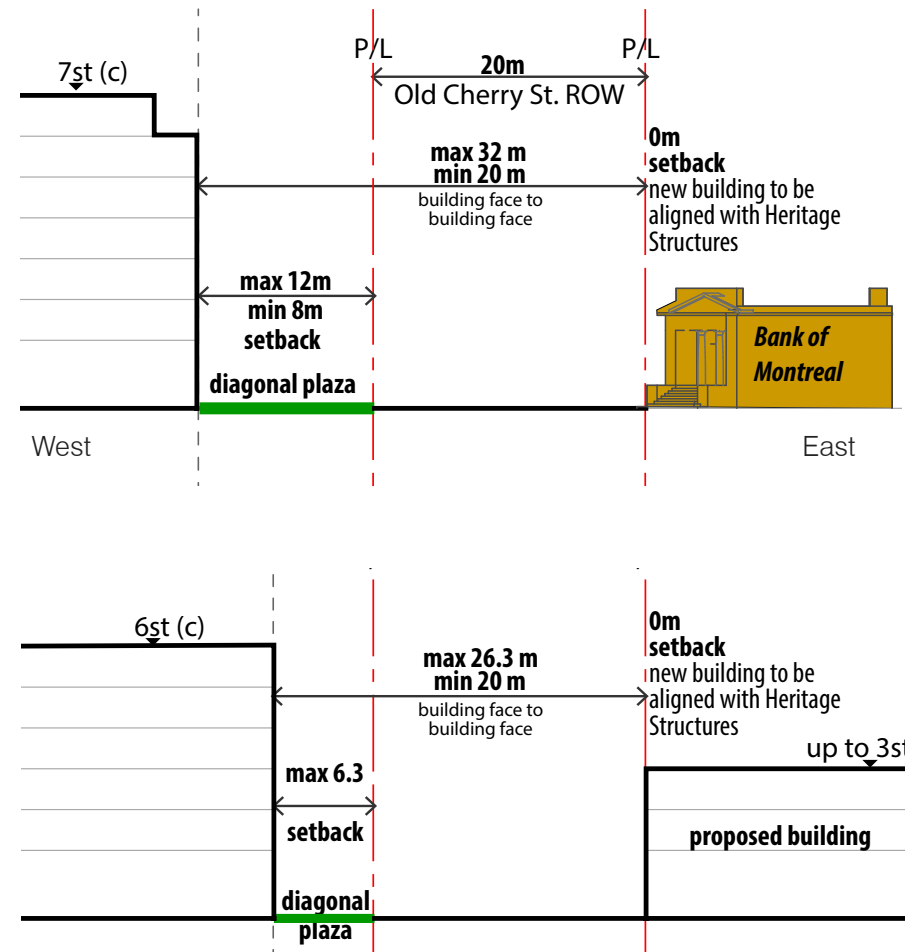 P/L
P/L
7st (c)
20m
Old Cherry St. ROW
max 32 m
min 20 m
building face to
building face
0m
setback
new building to be
aligned with Heritage
Structures
max 12m
min 8m
setback
diagonal plaza
Bank of
Montreal
West
East
6st (c)
max 26.3 m
min 20 m
building face to
building face
0m
setback
new building to be
aligned with Heritage
Structures
up to 3st
max 6.3
setback
proposed building
diagonal
plaza